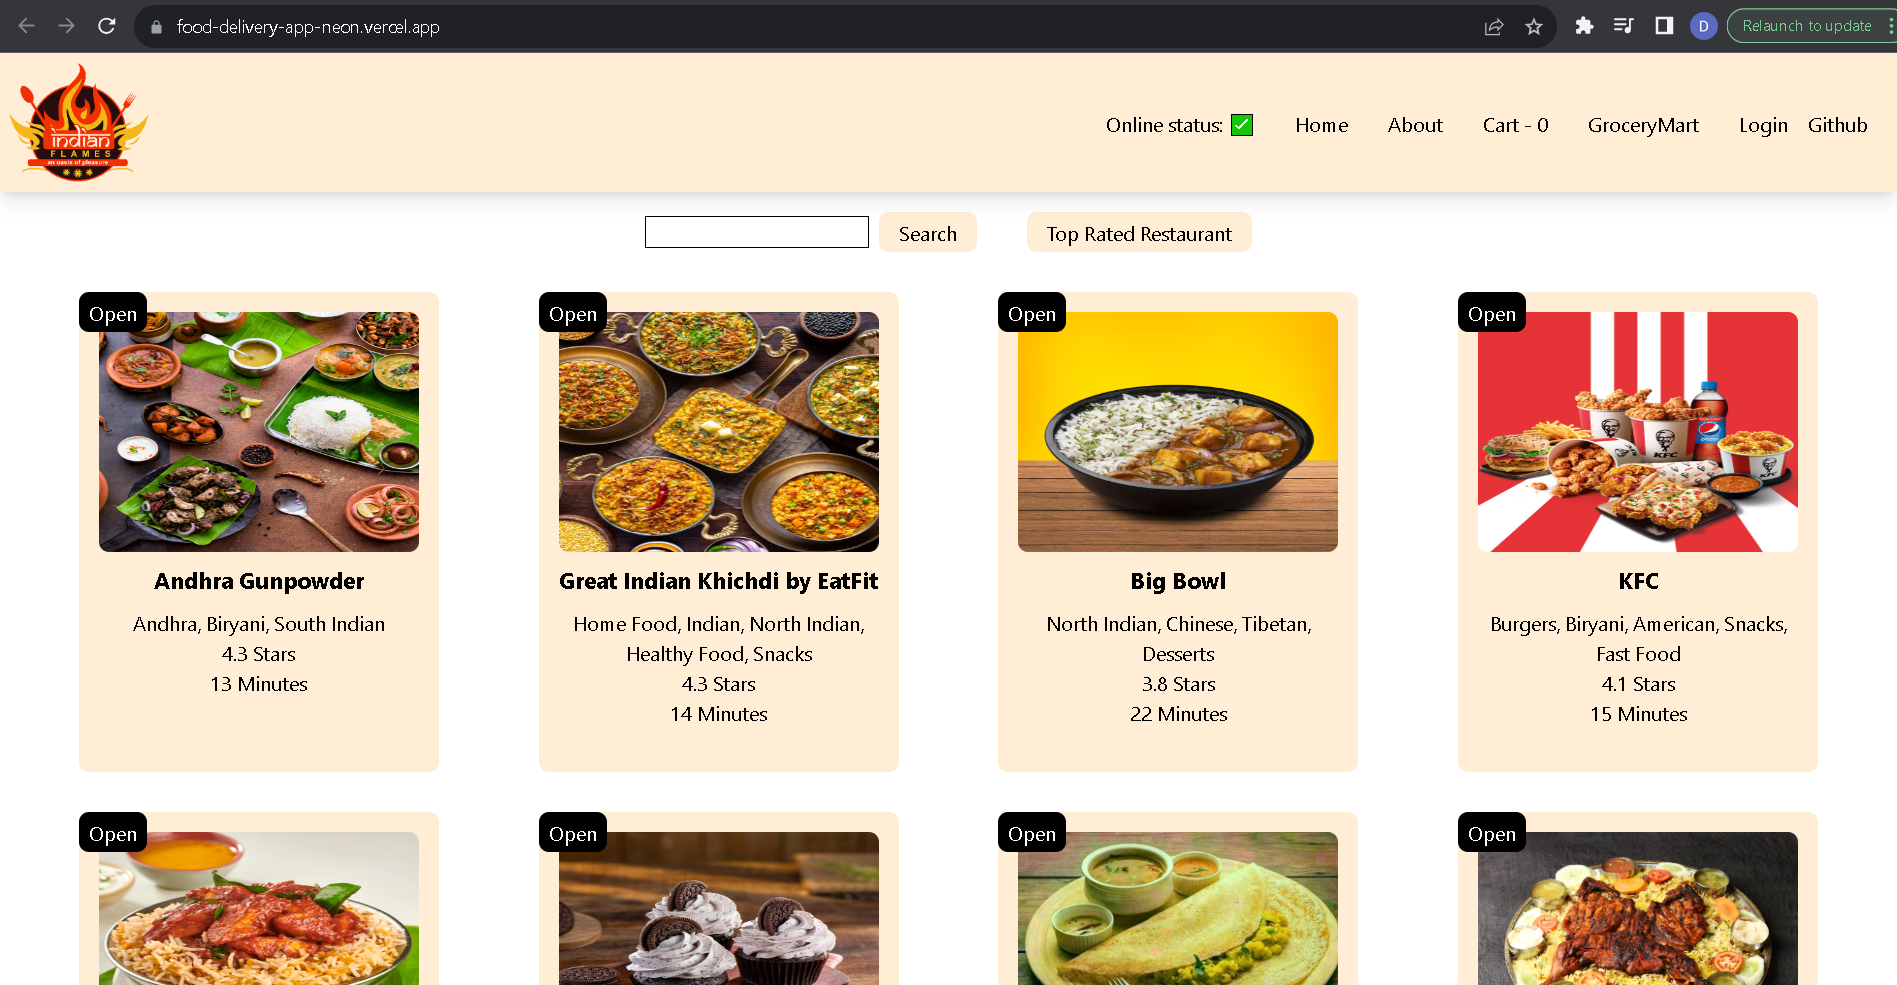 food-delivery-app-neon.vercel.app
D
Relaunch to update
indian
FLAMES
an oasis of pleasure
Online status: ✅
Home
About
Cart - 0
GroceryMart
Login
Github
Search
Top Rated Restaurant
Open
Open
Open
Open
KFC
Andhra Gunpowder
Andhra, Biryani, South Indian
4.3 Stars
13 Minutes
Great Indian Khichdi by EatFit
Home Food, Indian, North Indian,
Healthy Food, Snacks
4.3 Stars
14 Minutes
Big Bowl
North Indian, Chinese, Tibetan,
Desserts
3.8 Stars
22 Minutes
KFC
Burgers, Biryani, American, Snacks,
Fast Food
4.1 Stars
15 Minutes
Open
Open
Open
Open